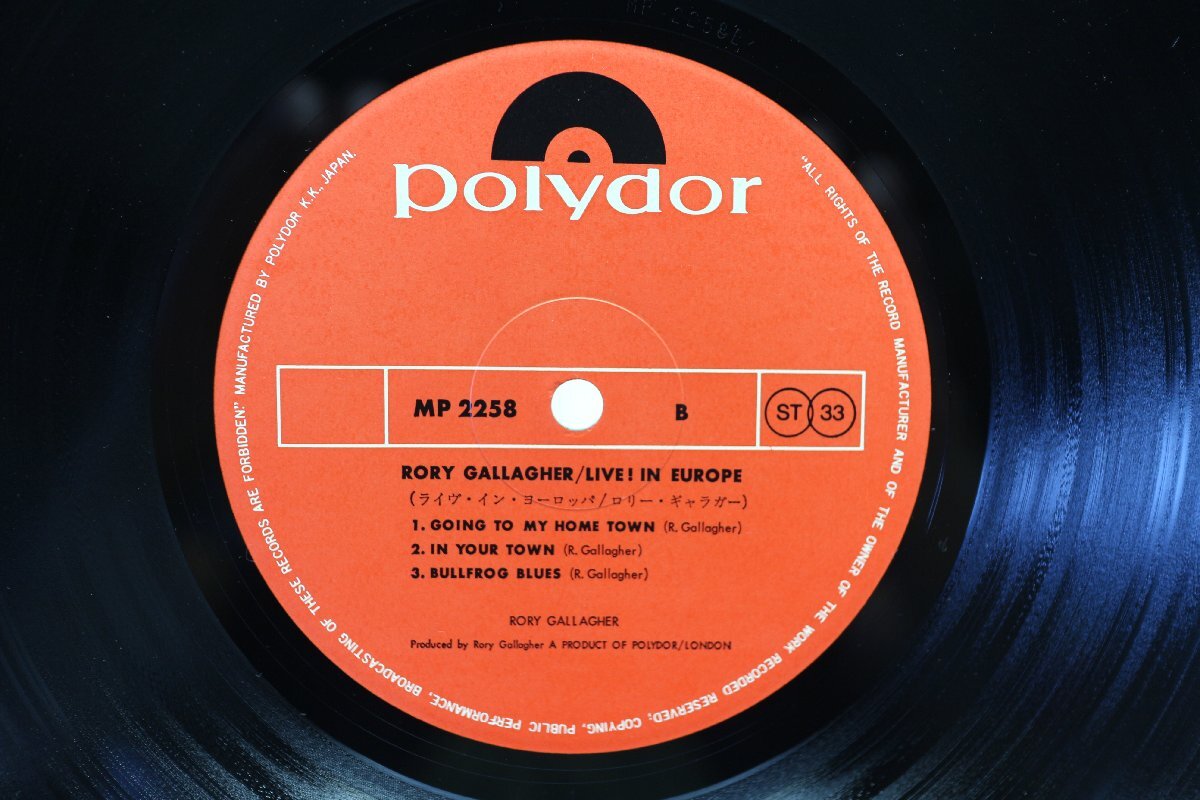 MP 2258
polydor
MP 2258
B
ST 33
RORY GALLAGHER/LIVE! IN EUROPE
(ライヴ・イン・ヨーロッパ/ロリー・ギャラガー)
1. GOING TO MY HOME TOWN (R. Gallagher)
2. IN YOUR TOWN (R. Gallagher)
3. BULLFROG BLUES (R. Gallagher)
RORY GALLAGHER
Produced by Rory Gallagher A PRODUCT OF POLYDOR/LONDON
"ALL RIGHTS OF THE RECORD MANUFACTURER AND OF THE OWNER OF THE WORK RECORDED RESERVED; COPYING, PUBLIC PERFORMANCE, BROADCASTING OF THESE RECORDS ARE FORBIDDEN." MANUFACTURED BY POLYDOR K.K., JAPAN.